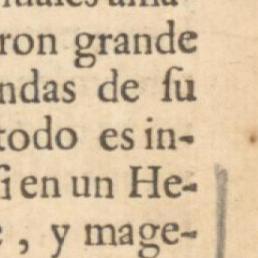 ron grande
ndas de ſu
todo es in-
ſi en un He-
, y mage-